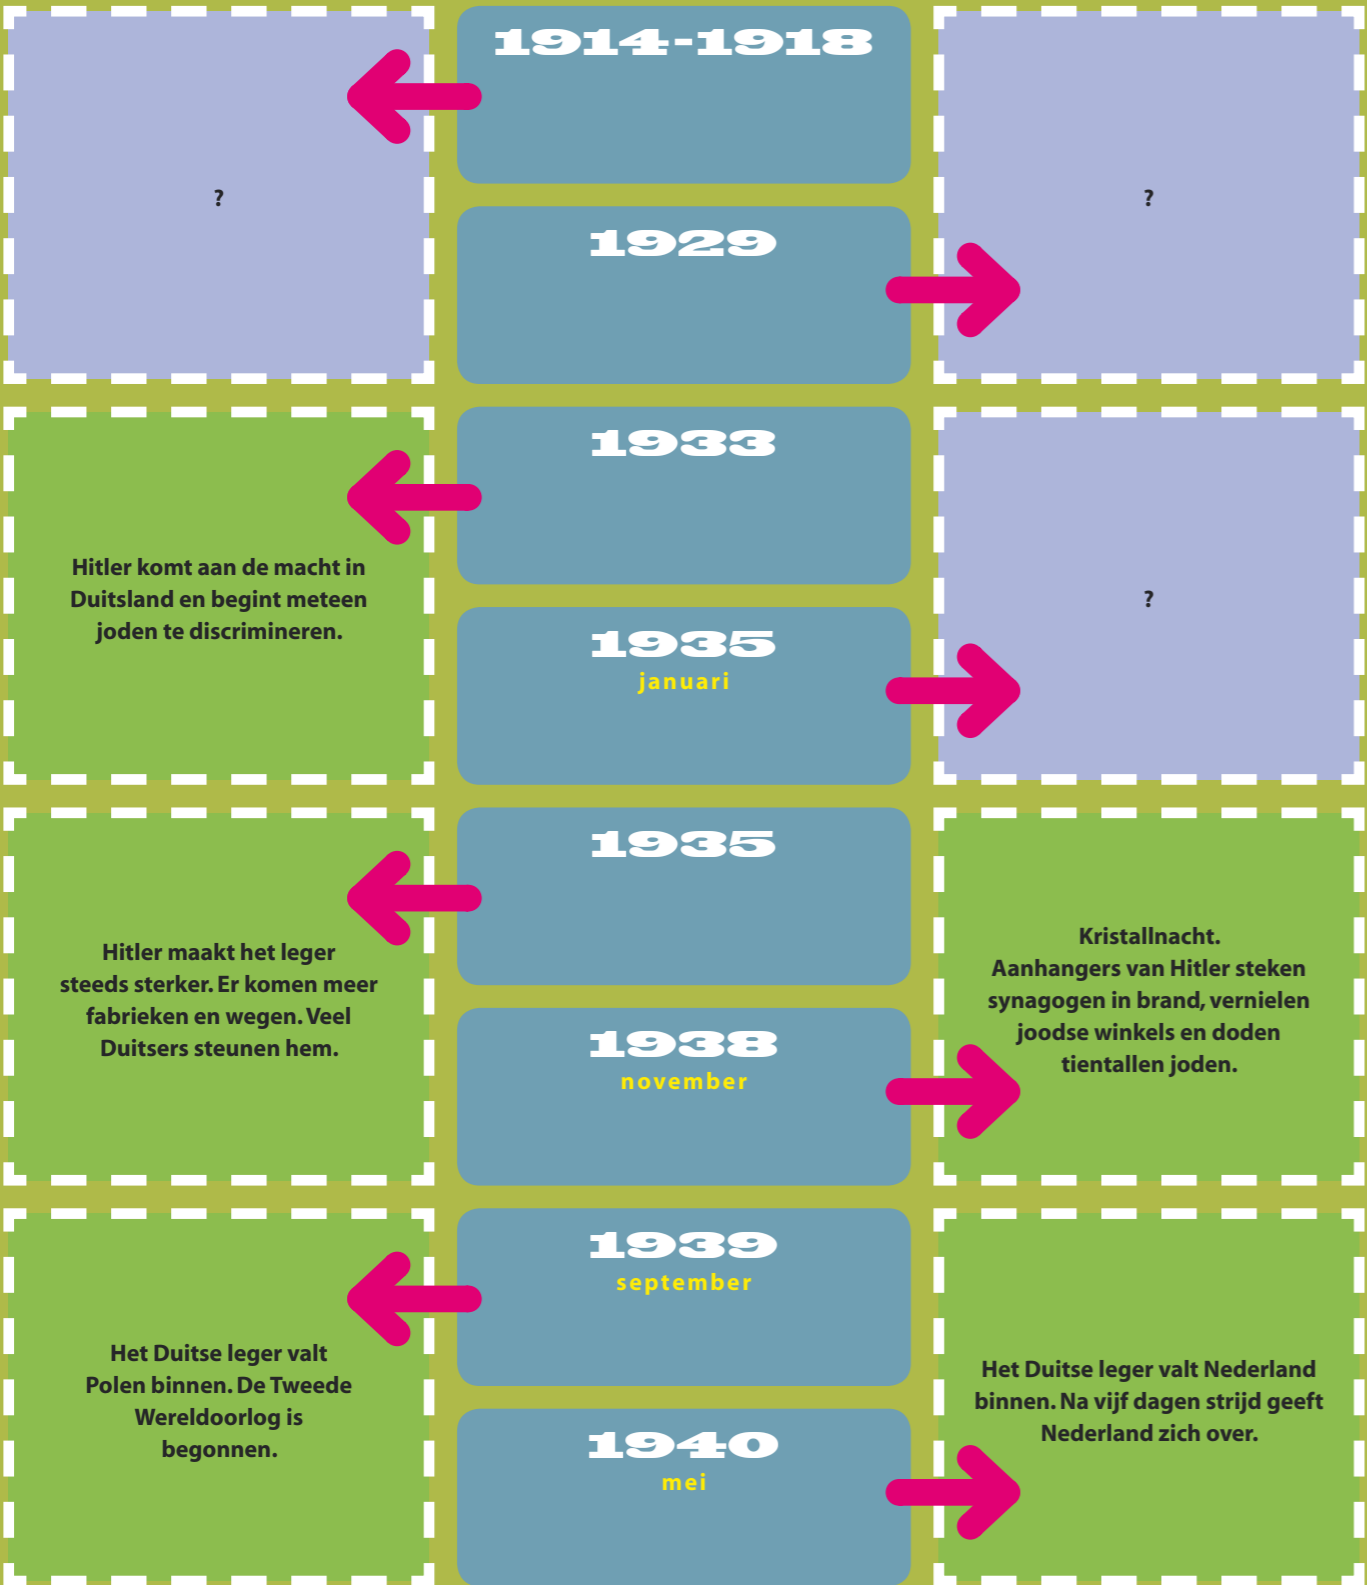 1914-1918
?
?
1929
1933
Hitler komt aan de macht in
Duitsland en begint meteen
joden te discrimineren.
?
1935
januari
1935
Hitler maakt het leger
steeds sterker. Er komen meer
fabrieken en wegen. Veel
Duitsers steunen hem.
Kristallnacht.
Aanhangers van Hitler steken
synagogen in brand, vernielen
joodse winkels en doden
tientallen joden.
1938
november
1939
september
Het Duitse leger valt
Polen binnen. De Tweede
Wereldoorlog is
begonnen.
Het Duitse leger valt Nederland
binnen. Na vijf dagen strijd geeft
Nederland zich over.
1940
mei